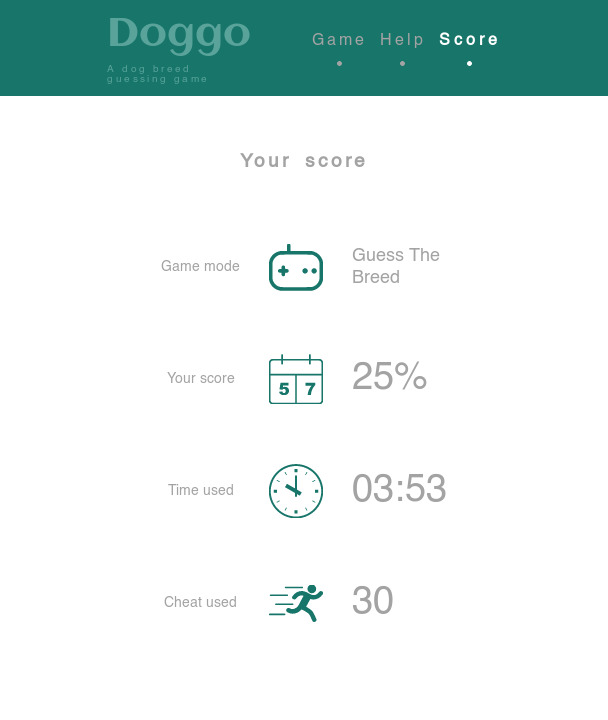 Doggo
A dog breed
guessing game
Game Help Score
Your score
Game mode
Guess The
Breed
Your score
5 7
25%
Time used
03:53
Cheat used
30